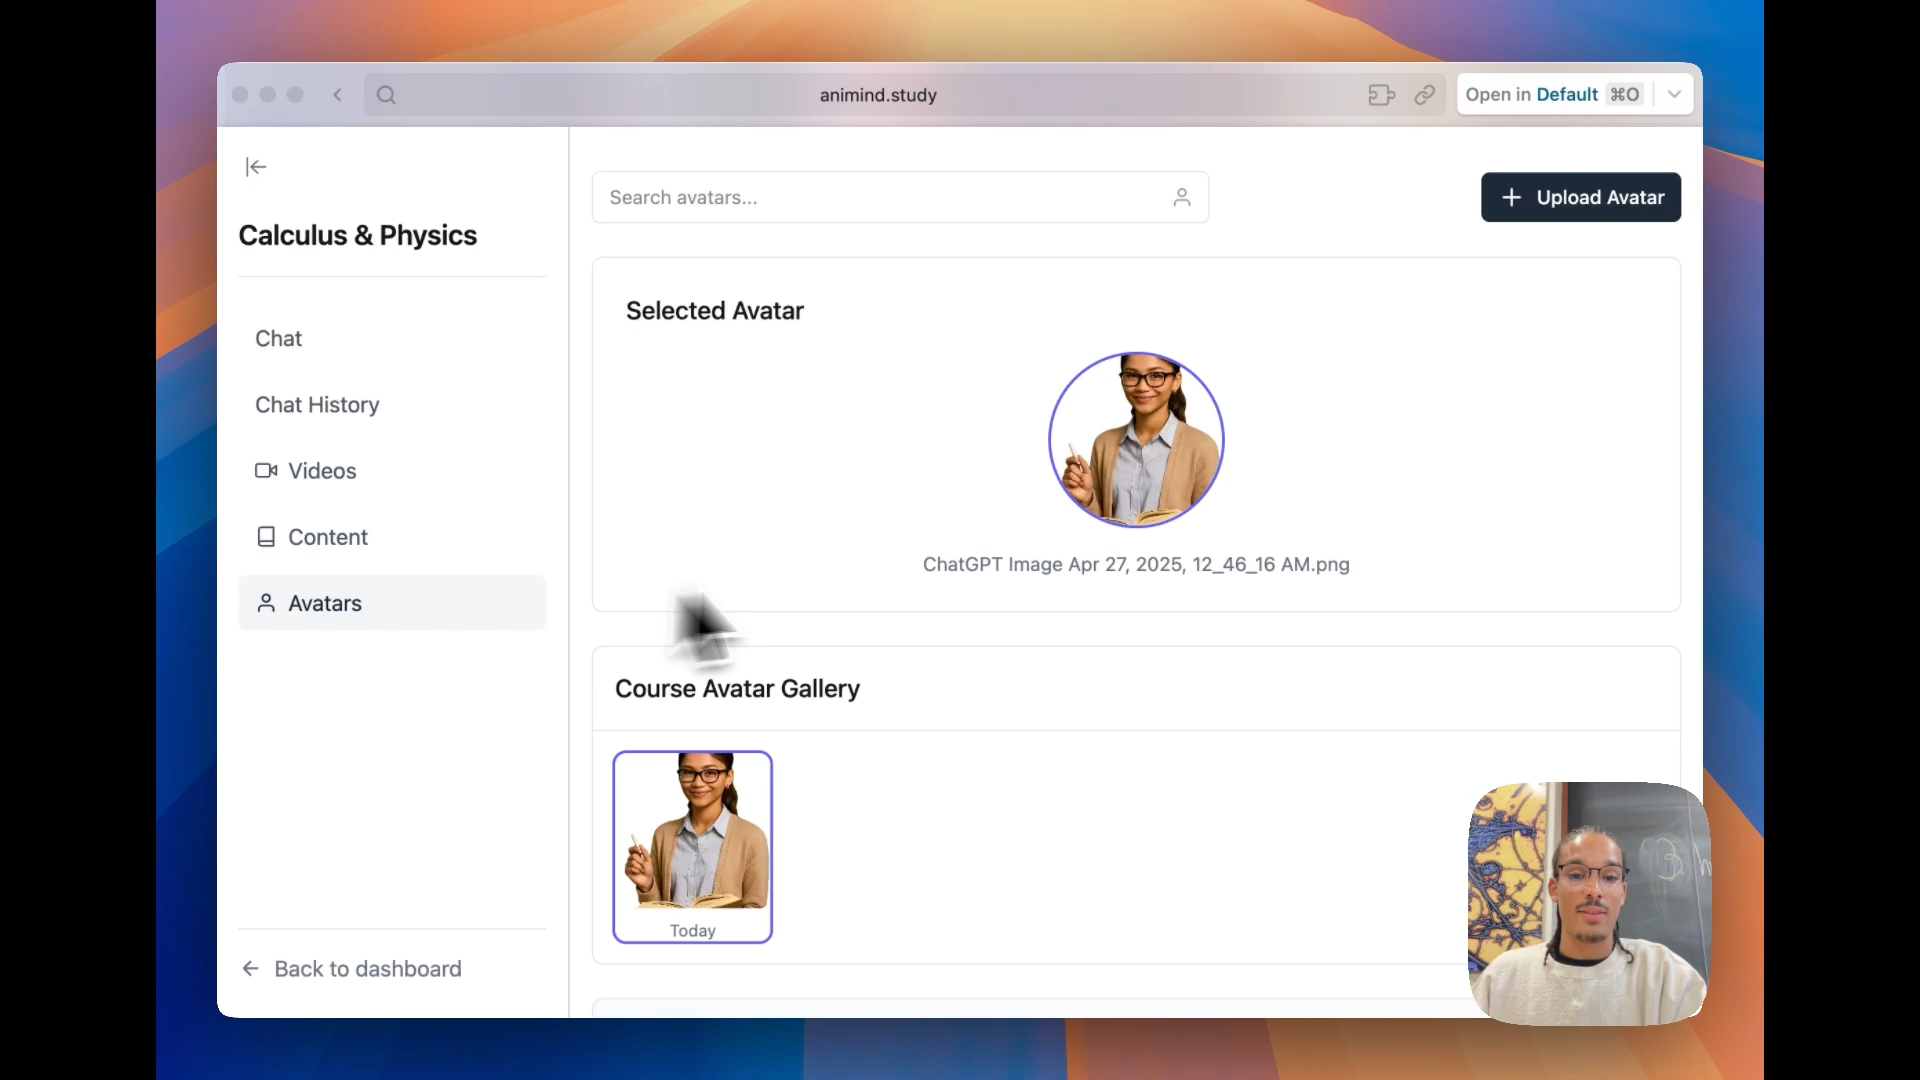 animind.study
Open in Default ⌘O
Calculus & Physics
Chat
Chat History
Videos
Content
Avatars
Back to dashboard
Search avatars...
Upload Avatar
Selected Avatar
ChatGPT Image Apr 27, 2025, 12_46_16 AM.png
Course Avatar Gallery
Today